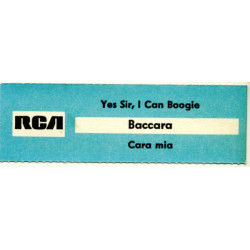 Yes Sir, I Can Boogie
RCA
Baccara
Cara mia